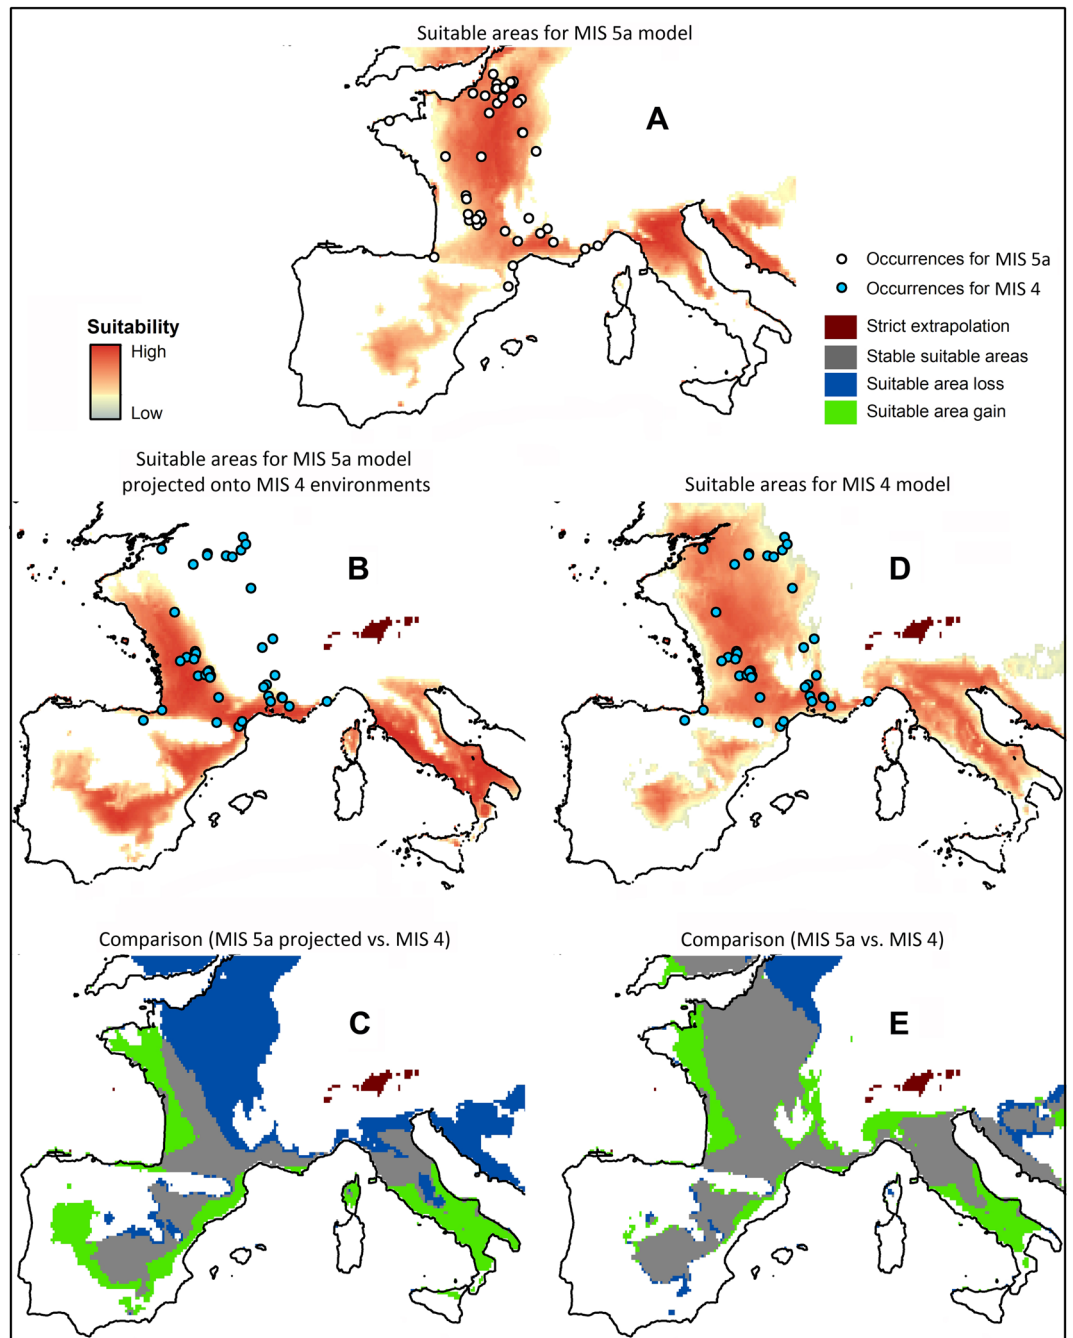 Suitable areas for MIS 5a model
A
Occurrences for MIS 5a
Occurrences for MIS 4
Strict extrapolation
Stable suitable areas
Suitable area loss
Suitable area gain
Suitability
High
Low
Suitable areas for MIS 5a model
projected onto MIS 4 environments
B
Suitable areas for MIS 4 model
D
Comparison (MIS 5a projected vs. MIS 4)
C
Comparison (MIS 5a vs. MIS 4)
E